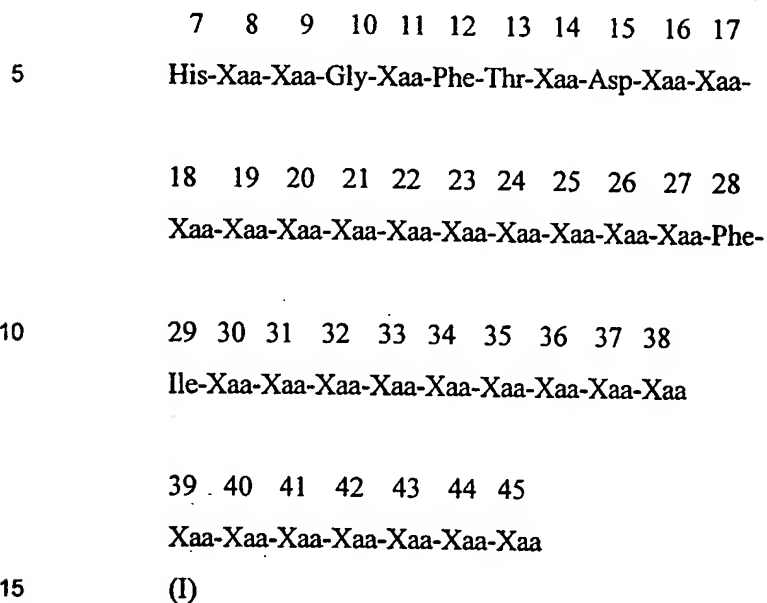 7 8 9 10 11 12 13 14 15 16 17
5 His-Xaa-Xaa-Gly-Xaa-Phe-Thr-Xaa-Asp-Xaa-Xaa-
18 19 20 21 22 23 24 25 26 27 28
Xaa-Xaa-Xaa-Xaa-Xaa-Xaa-Xaa-Xaa-Xaa-Xaa-Phe-
10 29 30 31 32 33 34 35 36 37 38
Ile-Xaa-Xaa-Xaa-Xaa-Xaa-Xaa-Xaa-Xaa-Xaa
39 40 41 42 43 44 45
Xaa-Xaa-Xaa-Xaa-Xaa-Xaa-Xaa
15 (I)